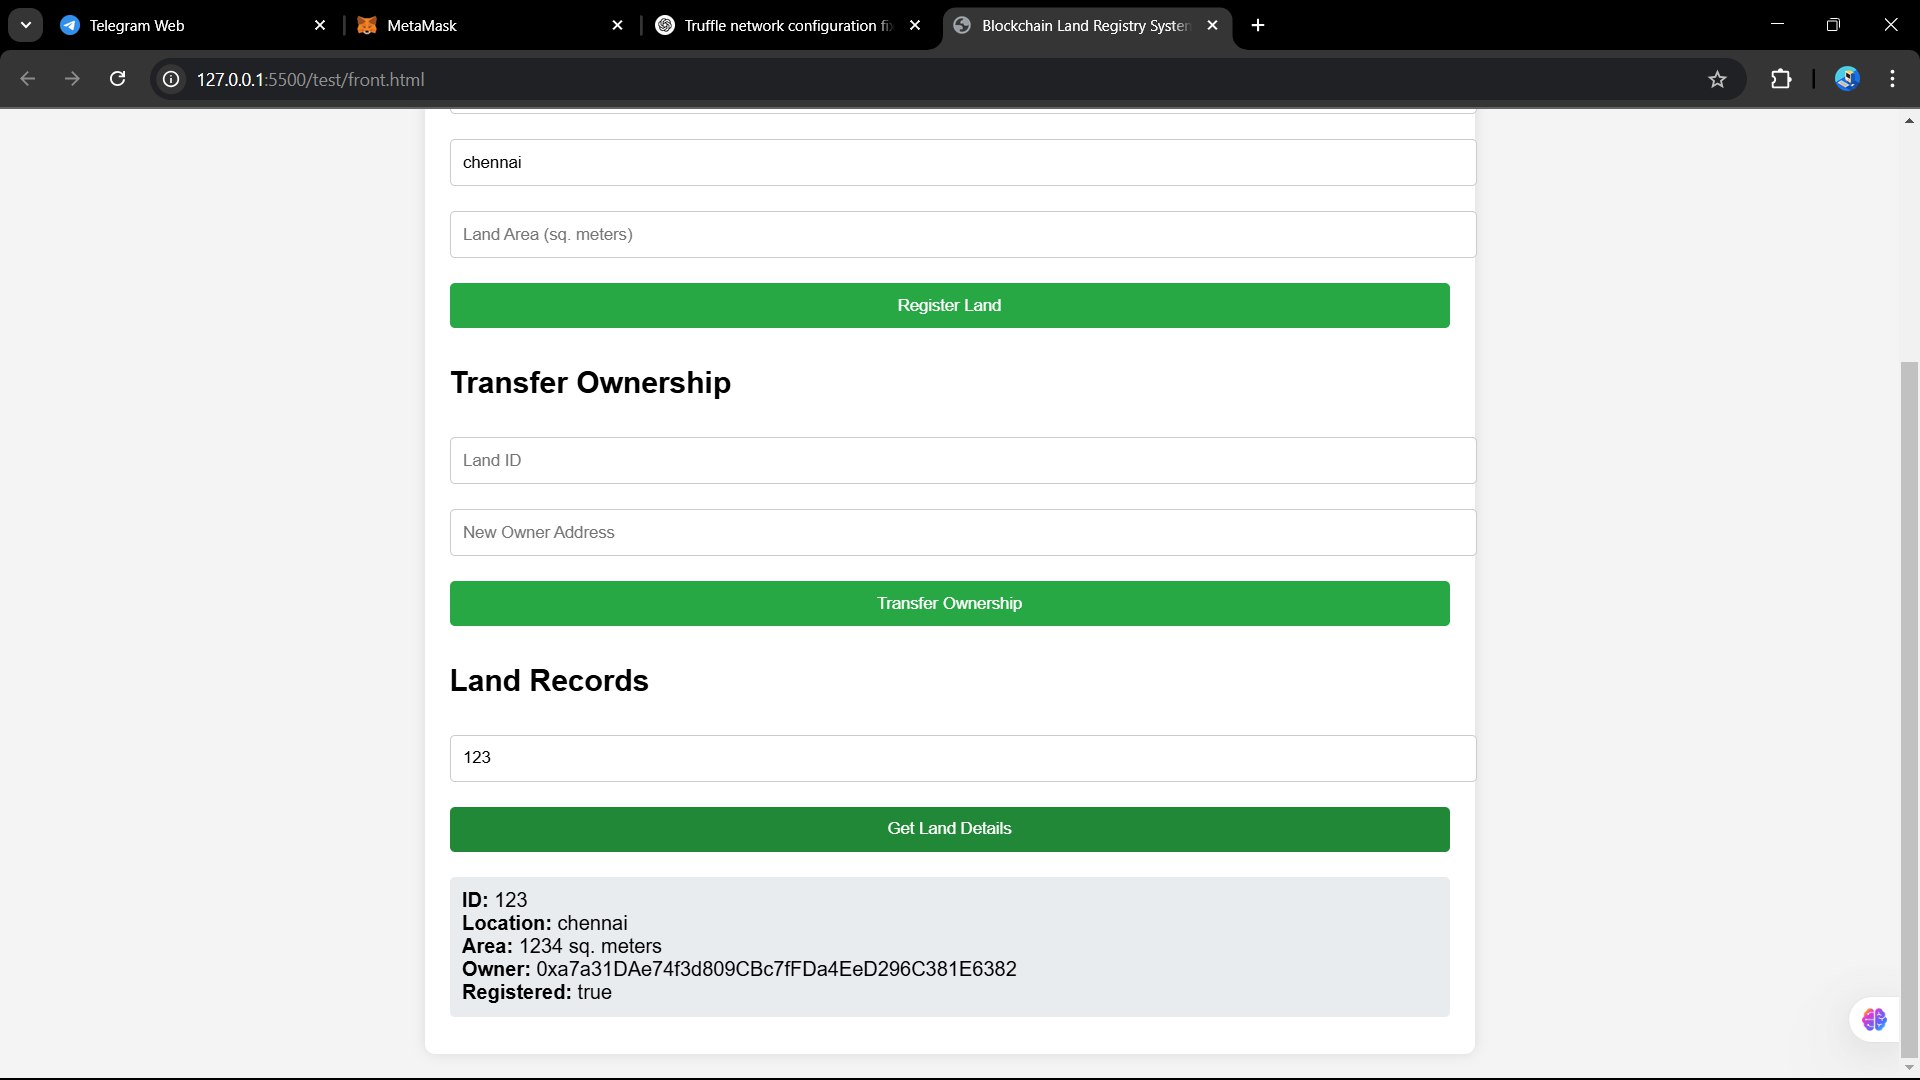 Telegram Web
MetaMask
Truffle network configuration fi
Blockchain Land Registry System
127.0.0.1:5500/test/front.html
chennai
Land Area (sq. meters)
Register Land
Transfer Ownership
Land ID
New Owner Address
Transfer Ownership
Land Records
123
Get Land Details
ID: 123
Location: chennai
Area: 1234 sq. meters
Owner: 0xa7a31DAe74f3d809CBc7fFDa4EeD296C381E6382
Registered: true